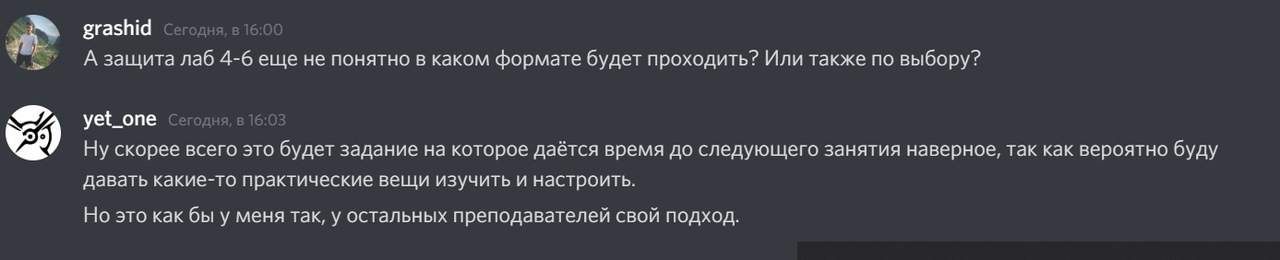 grashid Сегодня, в 16:00
А защита лаб 4-6 еще не понятно в каком формате будет проходить? Или также по выбору?
yet_one Сегодня, в 16:03
Ну скорее всего это будет задание на которое даётся время до следующего занятия наверное, так как вероятно буду
давать какие-то практические вещи изучить и настроить.
Но это как бы у меня так, у остальных преподавателей свой подход.